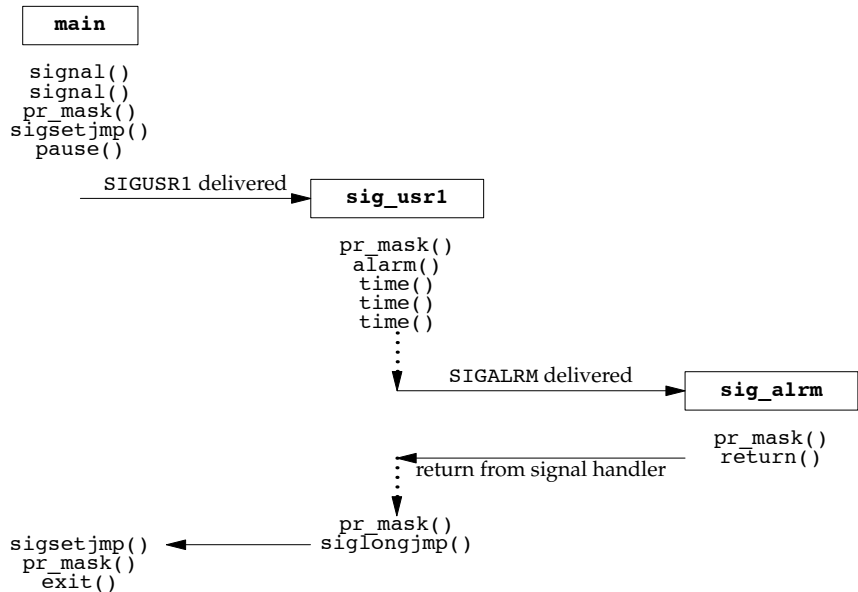 main
signal()
signal()
pr_mask()
sigsetjmp()
pause()
SIGUSR1 delivered
sig_usr1
pr_mask()
alarm()
time()
time()
time()
SIGALRM delivered
sig_alrm
pr_mask()
return()
return from signal handler
pr_mask()
siglongjmp()
sigsetjmp()
pr_mask()
exit()